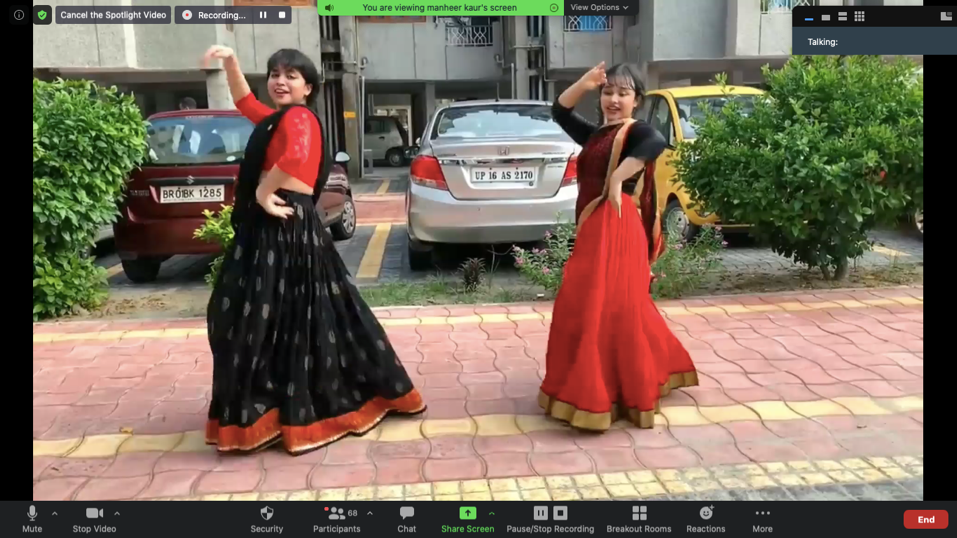 Cancel the Spotlight Video
Recording...
You are viewing manheer kaur's screen
View Options
Talking:
BR01BK 1285
UP 16 AS 2170
Mute
Stop Video
Security
68
Participants
Chat
Share Screen
Pause/Stop Recording
Breakout Rooms
Reactions
More
End